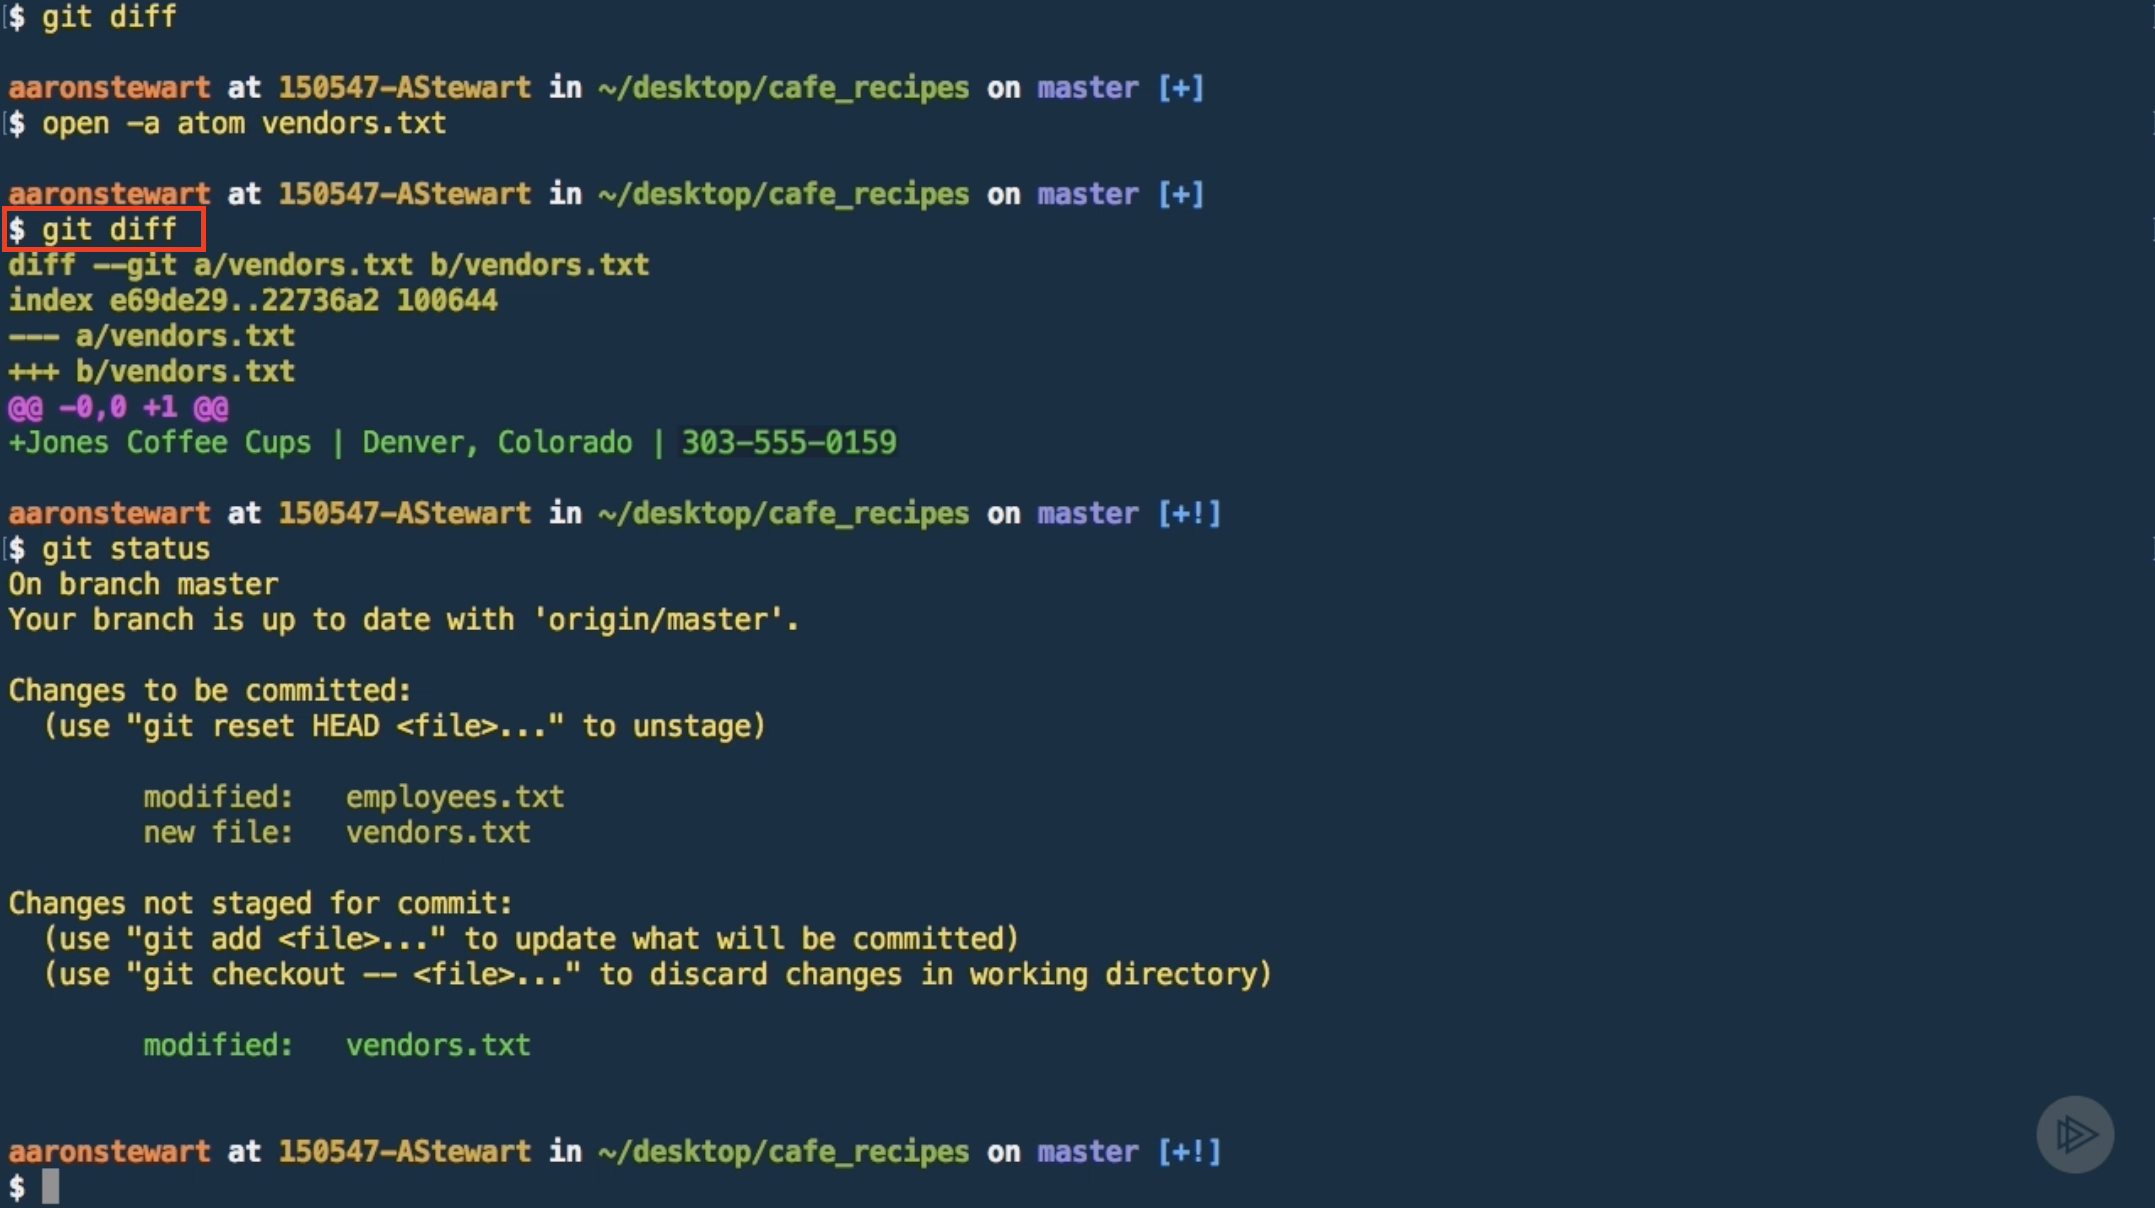 $ git diff
aaronstewart at 150547-AStewart in ~/desktop/cafe_recipes on master [+]
$ open -a atom vendors.txt
aaronstewart at 150547-AStewart in ~/desktop/cafe_recipes on master [+]
$ git diff
diff --git a/vendors.txt b/vendors.txt
index e69de29..22736a2 100644
--- a/vendors.txt
+++ b/vendors.txt
@@ -0,0 +1 @@
+Jones Coffee Cups | Denver, Colorado | 303-555-0159
aaronstewart at 150547-AStewart in ~/desktop/cafe_recipes on master [+!]
$ git status
On branch master
Your branch is up to date with 'origin/master'.
Changes to be committed:
  (use "git reset HEAD <file>..." to unstage)
        modified:   employees.txt
        new file:   vendors.txt
Changes not staged for commit:
  (use "git add <file>..." to update what will be committed)
  (use "git checkout -- <file>..." to discard changes in working directory)
        modified:   vendors.txt
aaronstewart at 150547-AStewart in ~/desktop/cafe_recipes on master [+!]
$